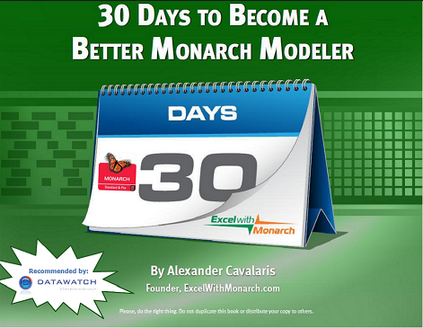 30 DAYS TO BECOME A
BETTER MONARCH MODELER
DAYS
30
MONARCH
Excel with
Monarch
Recommended by:
DATAWATCH
By Alexander Cavalaris
Founder, ExcelWithMonarch.com
Please, do the right thing. Do not duplicate this book or distribute your copy to others.